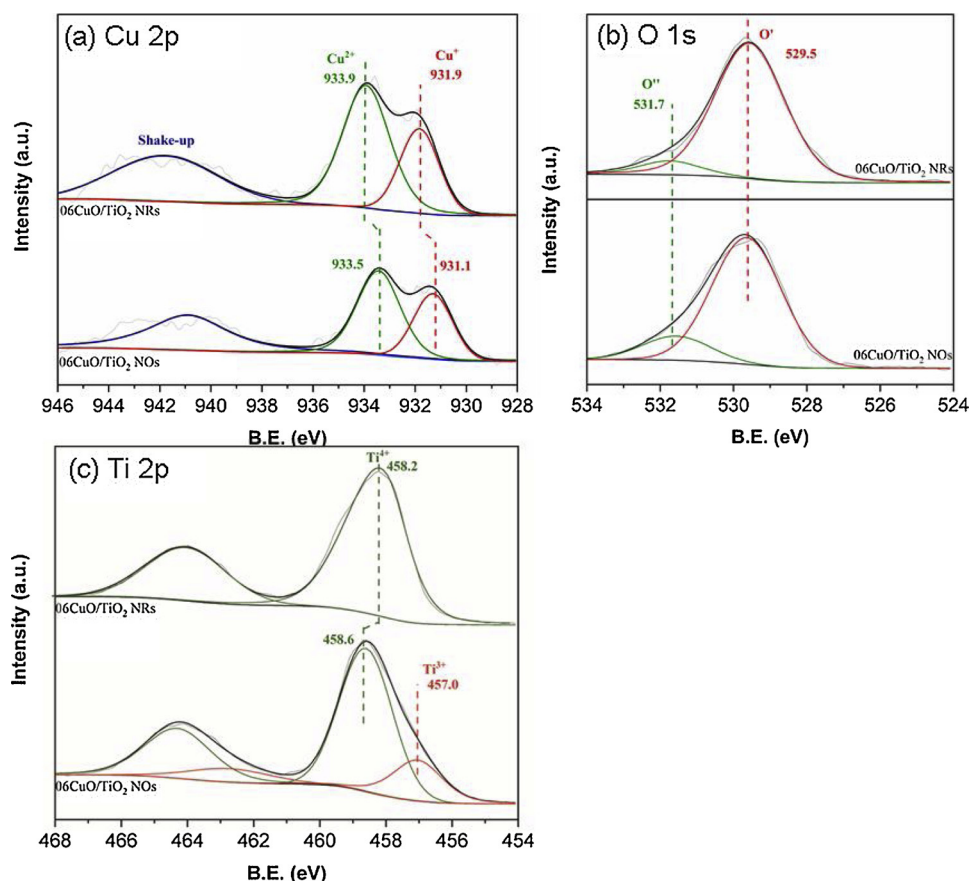 (a) Cu 2p
Cu²⁺
933.9
Cu⁺
931.9
Shake-up
06CuO/TiO₂ NRs
933.5
931.1
06CuO/TiO₂ NOs
946 944 942 940 938 936 934 932 930 928
B.E. (eV)
Intensity (a.u.)
(b) O 1s
O'
529.5
O''
531.7
06CuO/TiO₂ NRs
06CuO/TiO₂ NOs
534 532 530 528 526 524
B.E. (eV)
Intensity (a.u.)
(c) Ti 2p
Ti⁴⁺
458.2
06CuO/TiO₂ NRs
458.6
Ti³⁺
457.0
06CuO/TiO₂ NOs
468 466 464 462 460 458 456 454
B.E. (eV)
Intensity (a.u.)